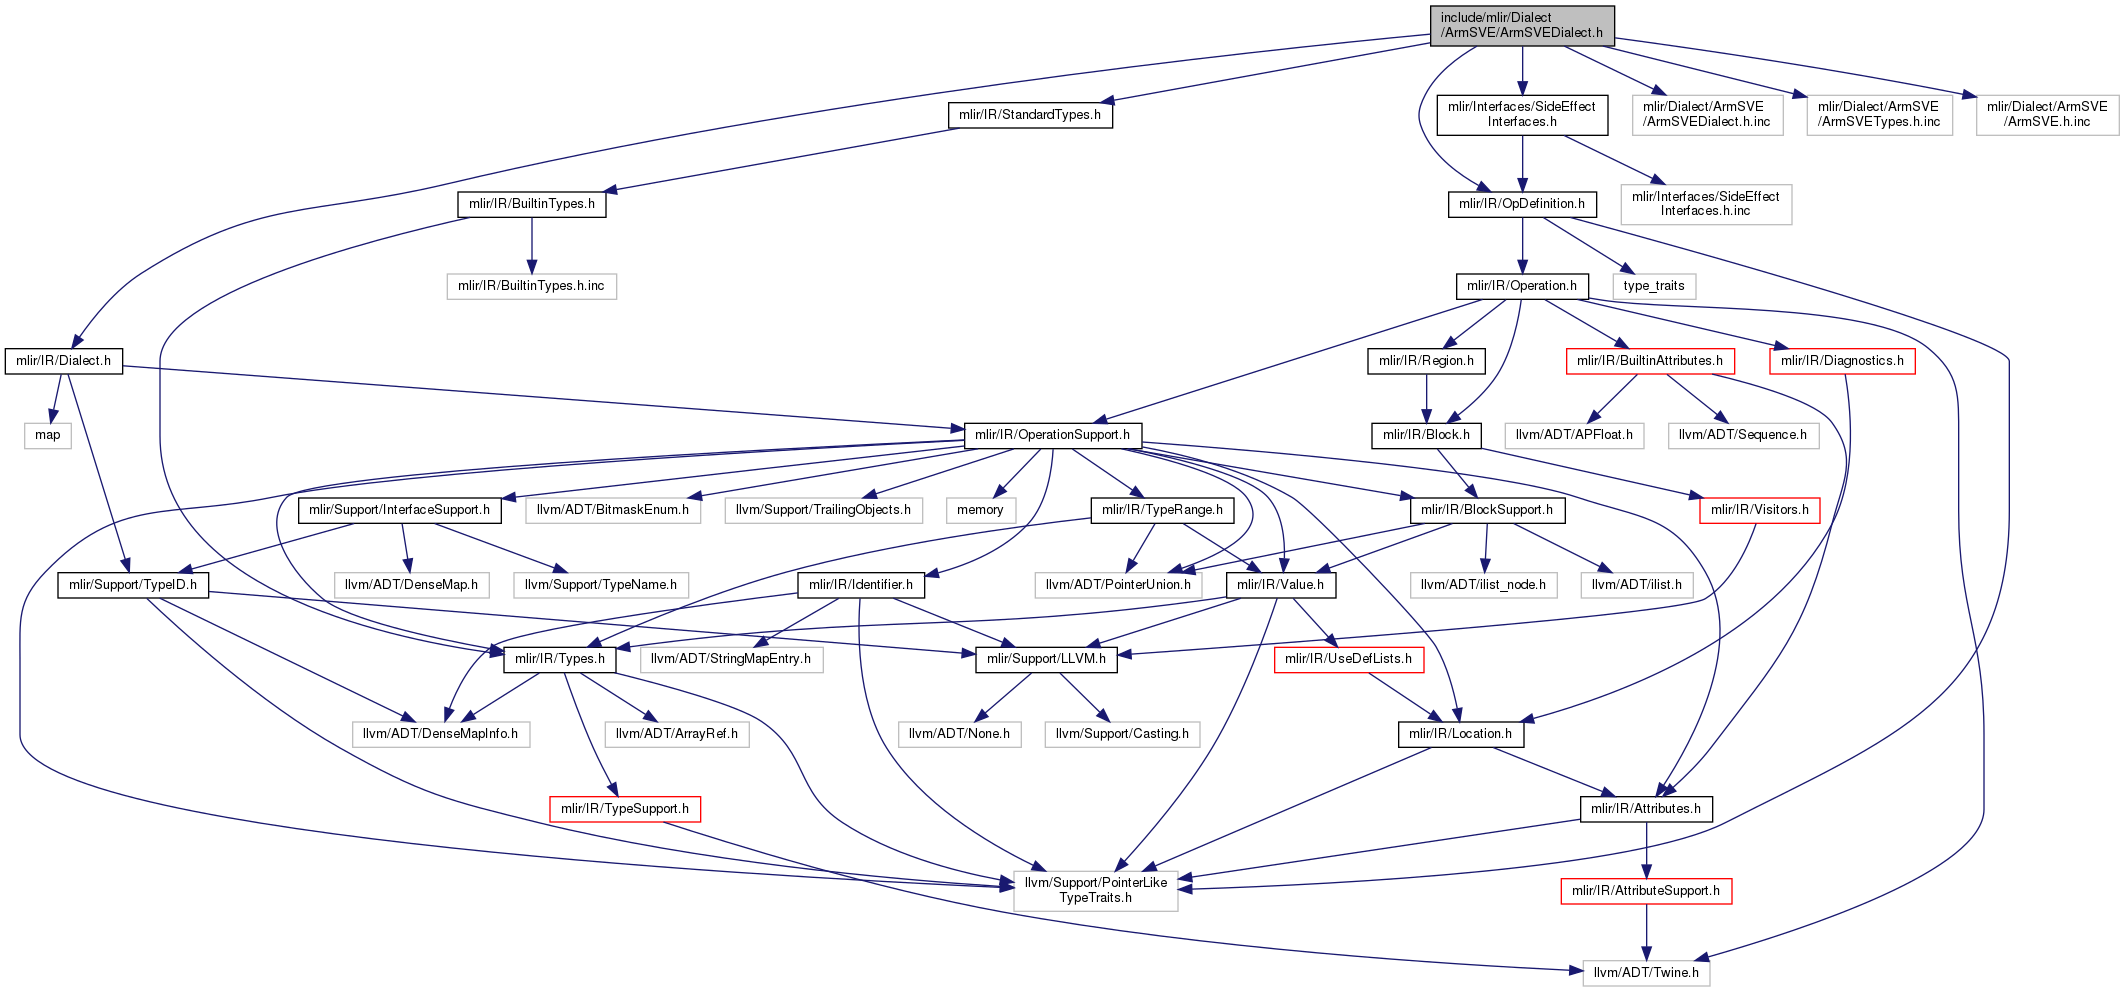 include/mlir/Dialect
/ArmSVE/ArmSVEDialect.h
mlir/IR/StandardTypes.h
mlir/Interfaces/SideEffect
Interfaces.h
mlir/Dialect/ArmSVE
/ArmSVEDialect.h.inc
mlir/Dialect/ArmSVE
/ArmSVETypes.h.inc
mlir/Dialect/ArmSVE
/ArmSVE.h.inc
mlir/IR/BuiltinTypes.h
mlir/IR/OpDefinition.h
mlir/Interfaces/SideEffect
Interfaces.h.inc
mlir/IR/BuiltinTypes.h.inc
mlir/IR/Operation.h
type_traits
mlir/IR/Dialect.h
mlir/IR/Region.h
mlir/IR/BuiltinAttributes.h
mlir/IR/Diagnostics.h
map
mlir/IR/OperationSupport.h
mlir/IR/Block.h
llvm/ADT/APFloat.h
llvm/ADT/Sequence.h
mlir/Support/InterfaceSupport.h
llvm/ADT/BitmaskEnum.h
llvm/Support/TrailingObjects.h
memory
mlir/IR/TypeRange.h
mlir/IR/BlockSupport.h
mlir/IR/Visitors.h
mlir/Support/TypeID.h
llvm/ADT/DenseMap.h
llvm/Support/TypeName.h
mlir/IR/Identifier.h
llvm/ADT/PointerUnion.h
mlir/IR/Value.h
llvm/ADT/ilist_node.h
llvm/ADT/ilist.h
mlir/IR/Types.h
llvm/ADT/StringMapEntry.h
mlir/Support/LLVM.h
mlir/IR/UseDefLists.h
llvm/ADT/DenseMapInfo.h
llvm/ADT/ArrayRef.h
llvm/ADT/None.h
llvm/Support/Casting.h
mlir/IR/Location.h
mlir/IR/TypeSupport.h
mlir/IR/Attributes.h
llvm/Support/PointerLike
TypeTraits.h
mlir/IR/AttributeSupport.h
llvm/ADT/Twine.h